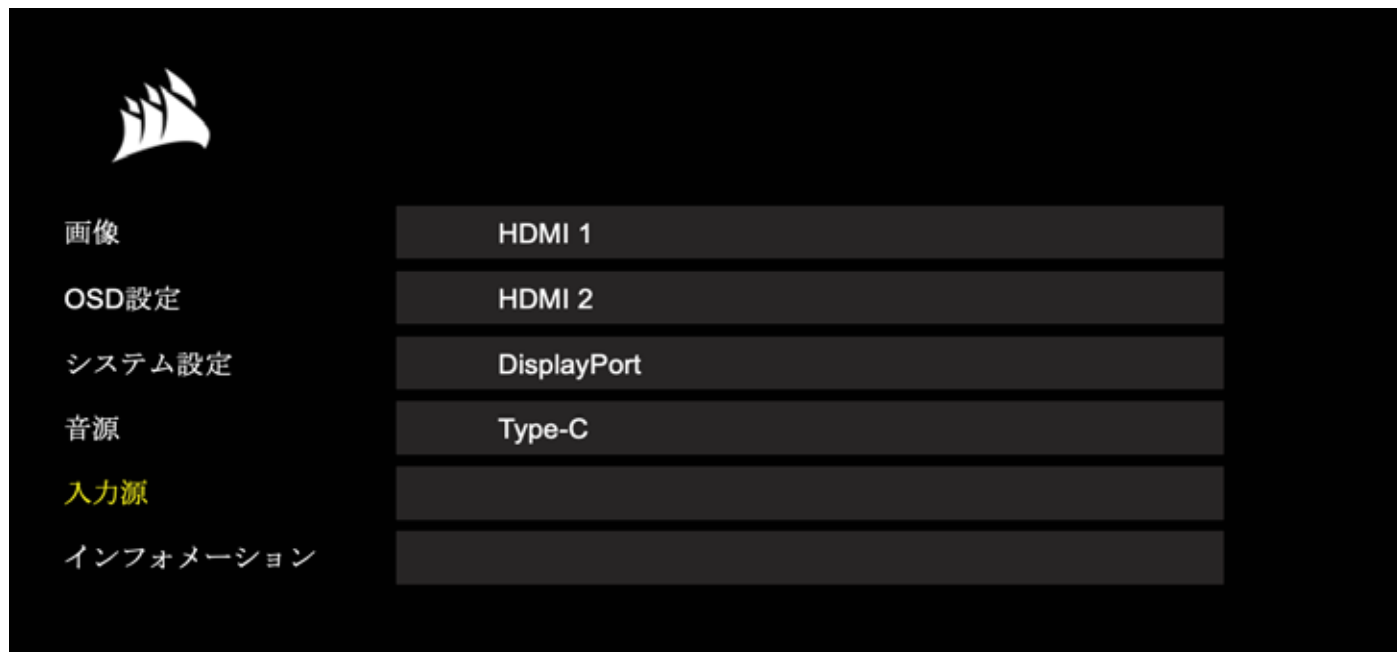 画像
HDMI 1
OSD設定
HDMI 2
システム設定
DisplayPort
音源
Type-C
入力源
インフォメーション